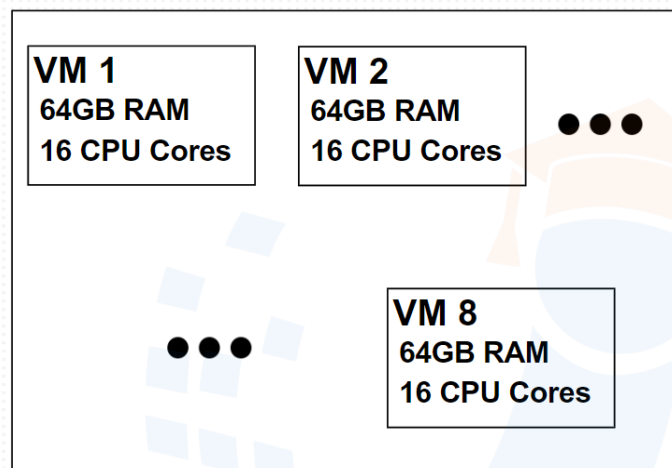 VM 1
64GB RAM
16 CPU Cores
VM 2
64GB RAM
16 CPU Cores
VM 8
64GB RAM
16 CPU Cores